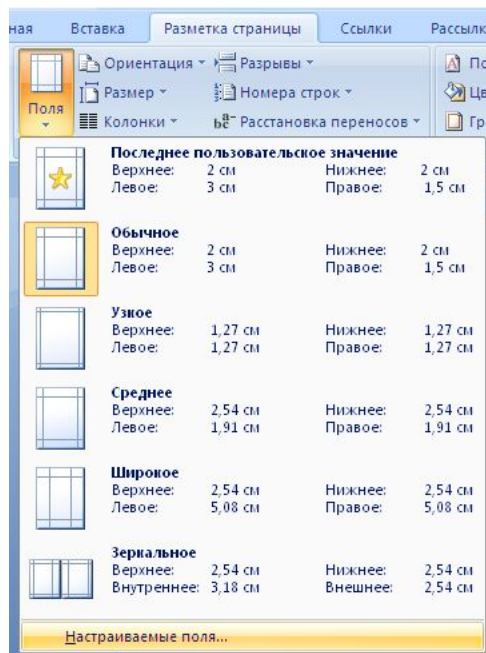 ная Вставка Разметка страницы Ссылки Рассылк
Поля
Ориентация Разрывы По
Размер Номера строк Цв
Колонки bc Расстановка переносов Гр
Последнее пользовательское значение
Верхнее: 2 см Нижнее: 2 см
Левое: 3 см Правое: 1,5 см
Обычное
Верхнее: 2 см Нижнее: 2 см
Левое: 3 см Правое: 1,5 см
Узкое
Верхнее: 1,27 см Нижнее: 1,27 см
Левое: 1,27 см Правое: 1,27 см
Среднее
Верхнее: 2,54 см Нижнее: 2,54 см
Левое: 1,91 см Правое: 1,91 см
Широкое
Верхнее: 2,54 см Нижнее: 2,54 см
Левое: 5,08 см Правое: 5,08 см
Зеркальное
Верхнее: 2,54 см Нижнее: 2,54 см
Внутреннее: 3,18 см Внешнее: 2,54 см
Настраиваемые поля...